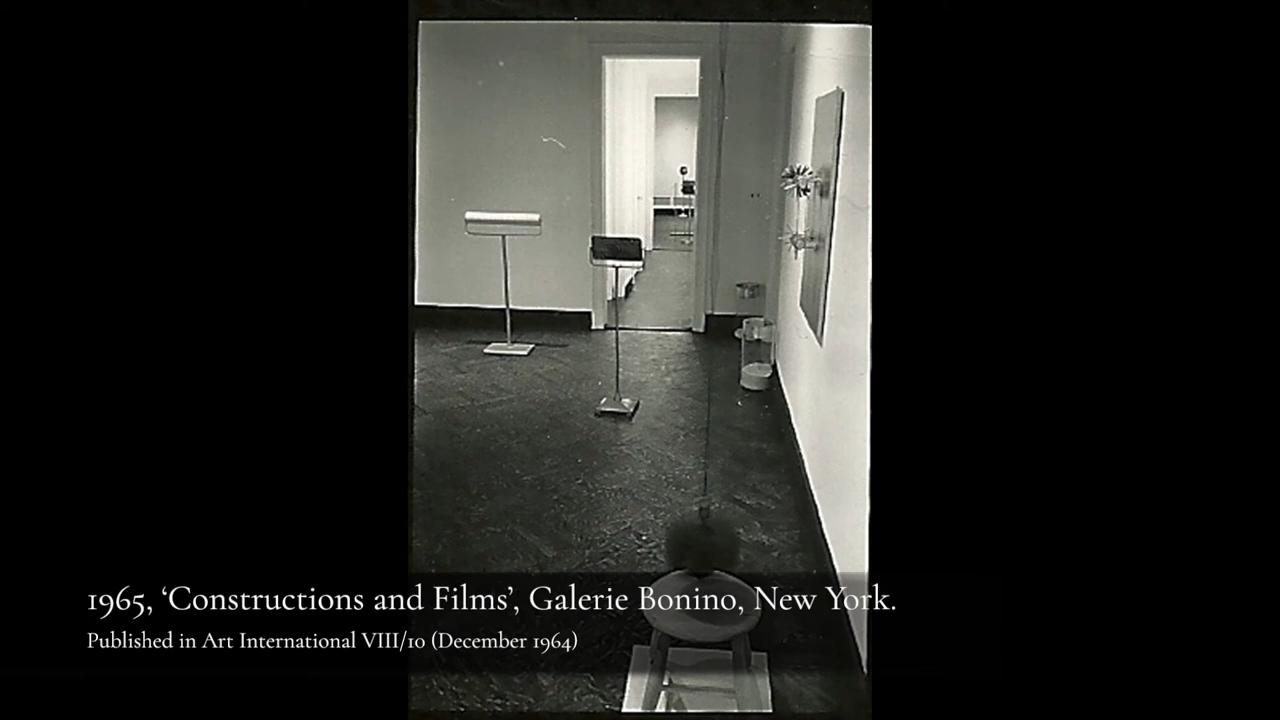 1965, ‘Constructions and Films’, Galerie Bonino, New York.
Published in Art International VIII/10 (December 1964)